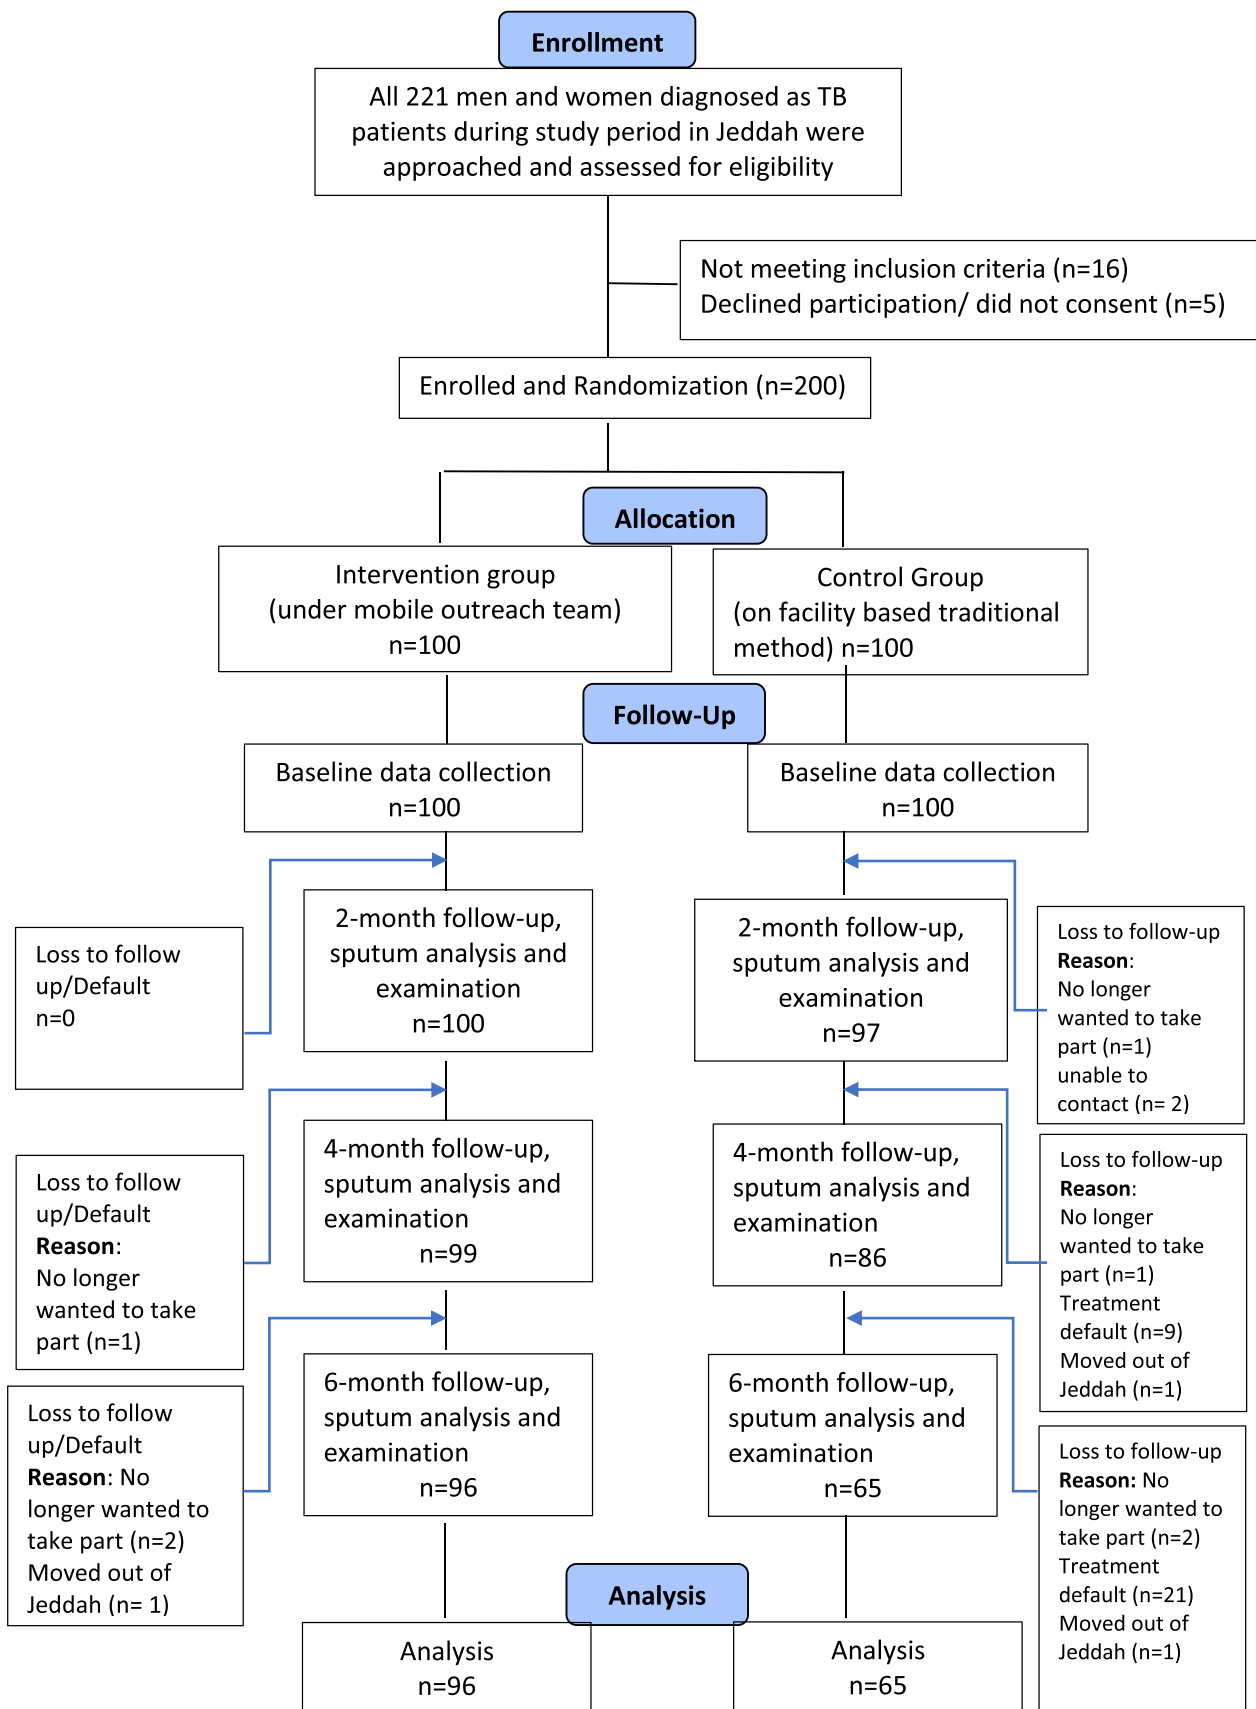 Enrollment
All 221 men and women diagnosed as TB
patients during study period in Jeddah were
approached and assessed for eligibility
Not meeting inclusion criteria (n=16)
Declined participation/ did not consent (n=5)
Enrolled and Randomization (n=200)
Allocation
Intervention group
(under mobile outreach team)
n=100
Control Group
(on facility based traditional
method) n=100
Follow-Up
Baseline data collection
n=100
Baseline data collection
n=100
Loss to follow
up/Default
n=0
2-month follow-up,
sputum analysis and
examination
n=100
2-month follow-up,
sputum analysis and
examination
n=97
Loss to follow-up
Reason:
No longer
wanted to take
part (n=1)
unable to
contact (n= 2)
Loss to follow
up/Default
Reason:
No longer
wanted to take
part (n=1)
4-month follow-up,
sputum analysis and
examination
n=99
4-month follow-up,
sputum analysis and
examination
n=86
Loss to follow-up
Reason:
No longer
wanted to take
part (n=1)
Treatment
default (n=9)
Moved out of
Jeddah (n=1)
Loss to follow
up/Default
Reason: No
longer wanted to
take part (n=2)
Moved out of
Jeddah (n= 1)
6-month follow-up,
sputum analysis and
examination
n=96
6-month follow-up,
sputum analysis and
examination
n=65
Loss to follow-up
Reason: No
longer wanted to
take part (n=2)
Treatment
default (n=21)
Moved out of
Jeddah (n=1)
Analysis
Analysis
n=96
Analysis
n=65